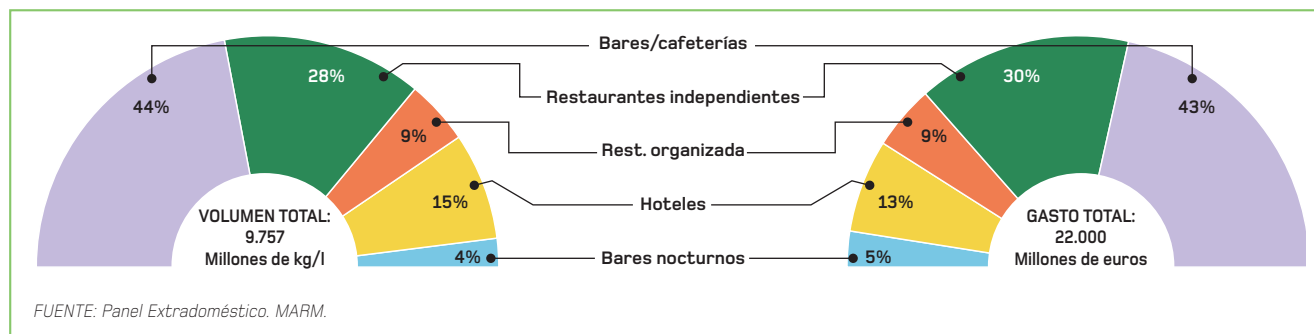 Bares/cafeterías
28%
30%
44%
Restaurantes independientes
43%
9%
Rest. organizada
9%
15%
Hoteles
13%
VOLUMEN TOTAL:
9.757
Millones de kg/l
GASTO TOTAL:
22.000
Millones de euros
4%
Bares nocturnos
5%
FUENTE: Panel Extradoméstico. MARM.